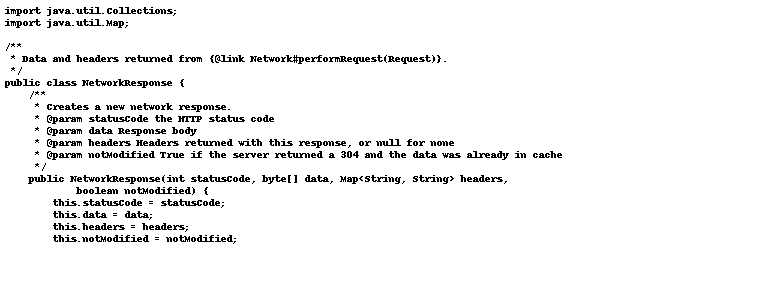 import java.util.Collections;
import java.util.Map;
/**
 * Data and headers returned from {@link Network#performRequest(Request)}.
 */
public class NetworkResponse {
    /**
     * Creates a new network response.
     * @param statusCode the HTTP status code
     * @param data Response body
     * @param headers Headers returned with this response, or null for none
     * @param notModified True if the server returned a 304 and the data was already in cache
     */
    public NetworkResponse(int statusCode, byte[] data, Map<String, String> headers,
            boolean notModified) {
        this.statusCode = statusCode;
        this.data = data;
        this.headers = headers;
        this.notModified = notModified;